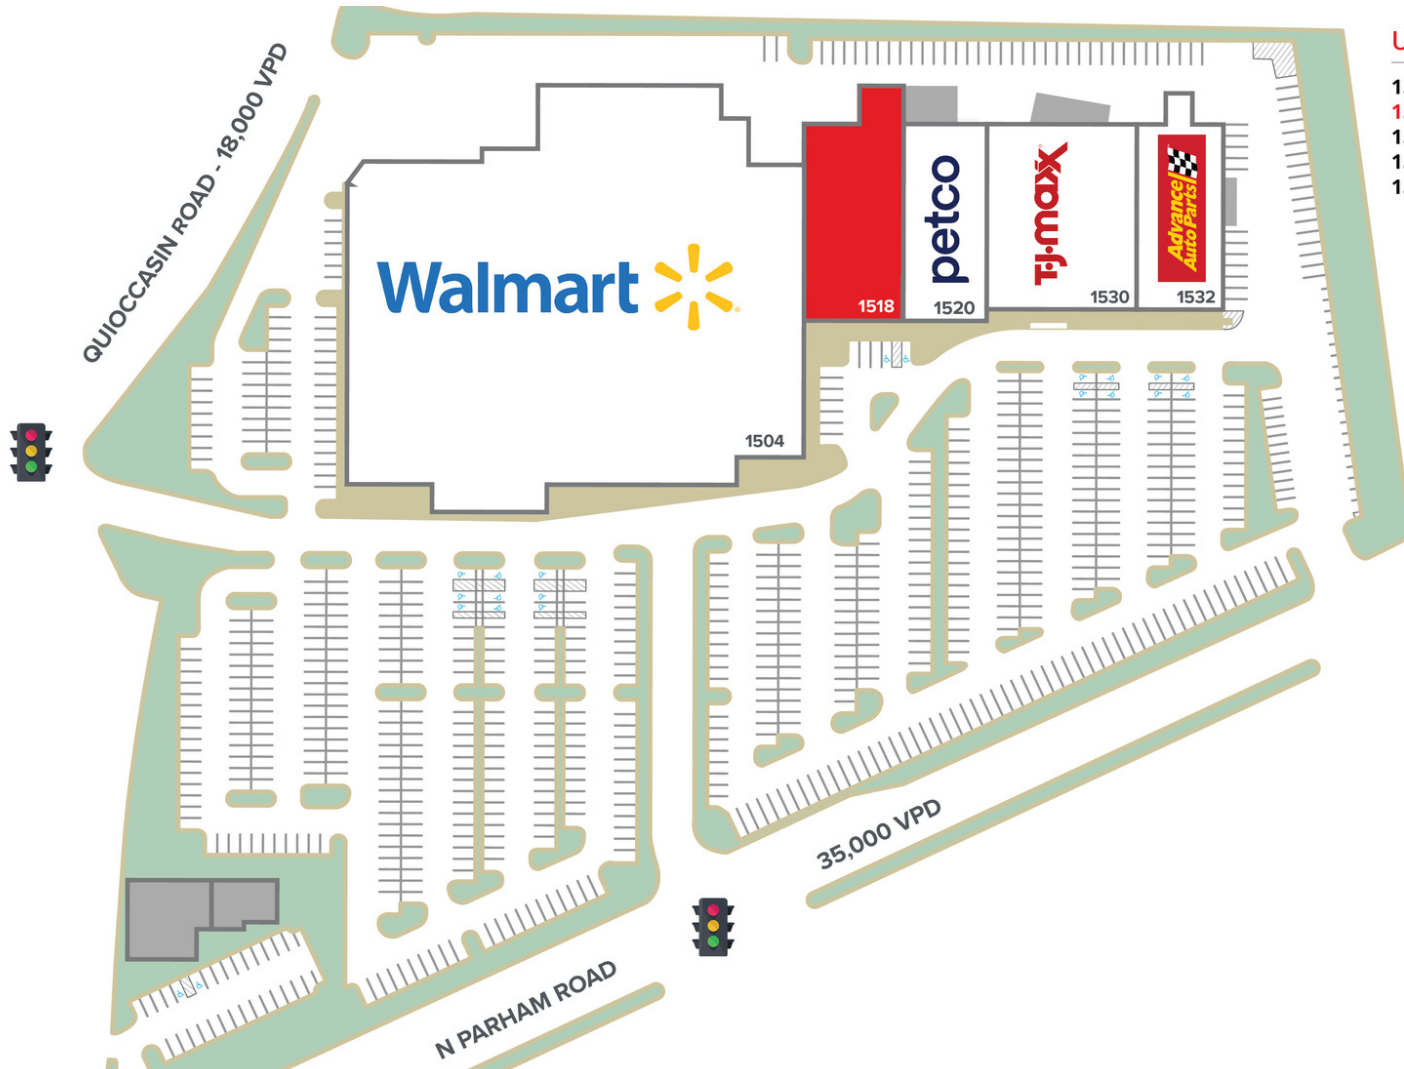 QUIOCCASIN ROAD - 18,000 VPD
Walmart
1504
1518
petco
1520
T·J·maxx
1530
Advance
Auto Parts
1532
35,000 VPD
N PARHAM ROAD